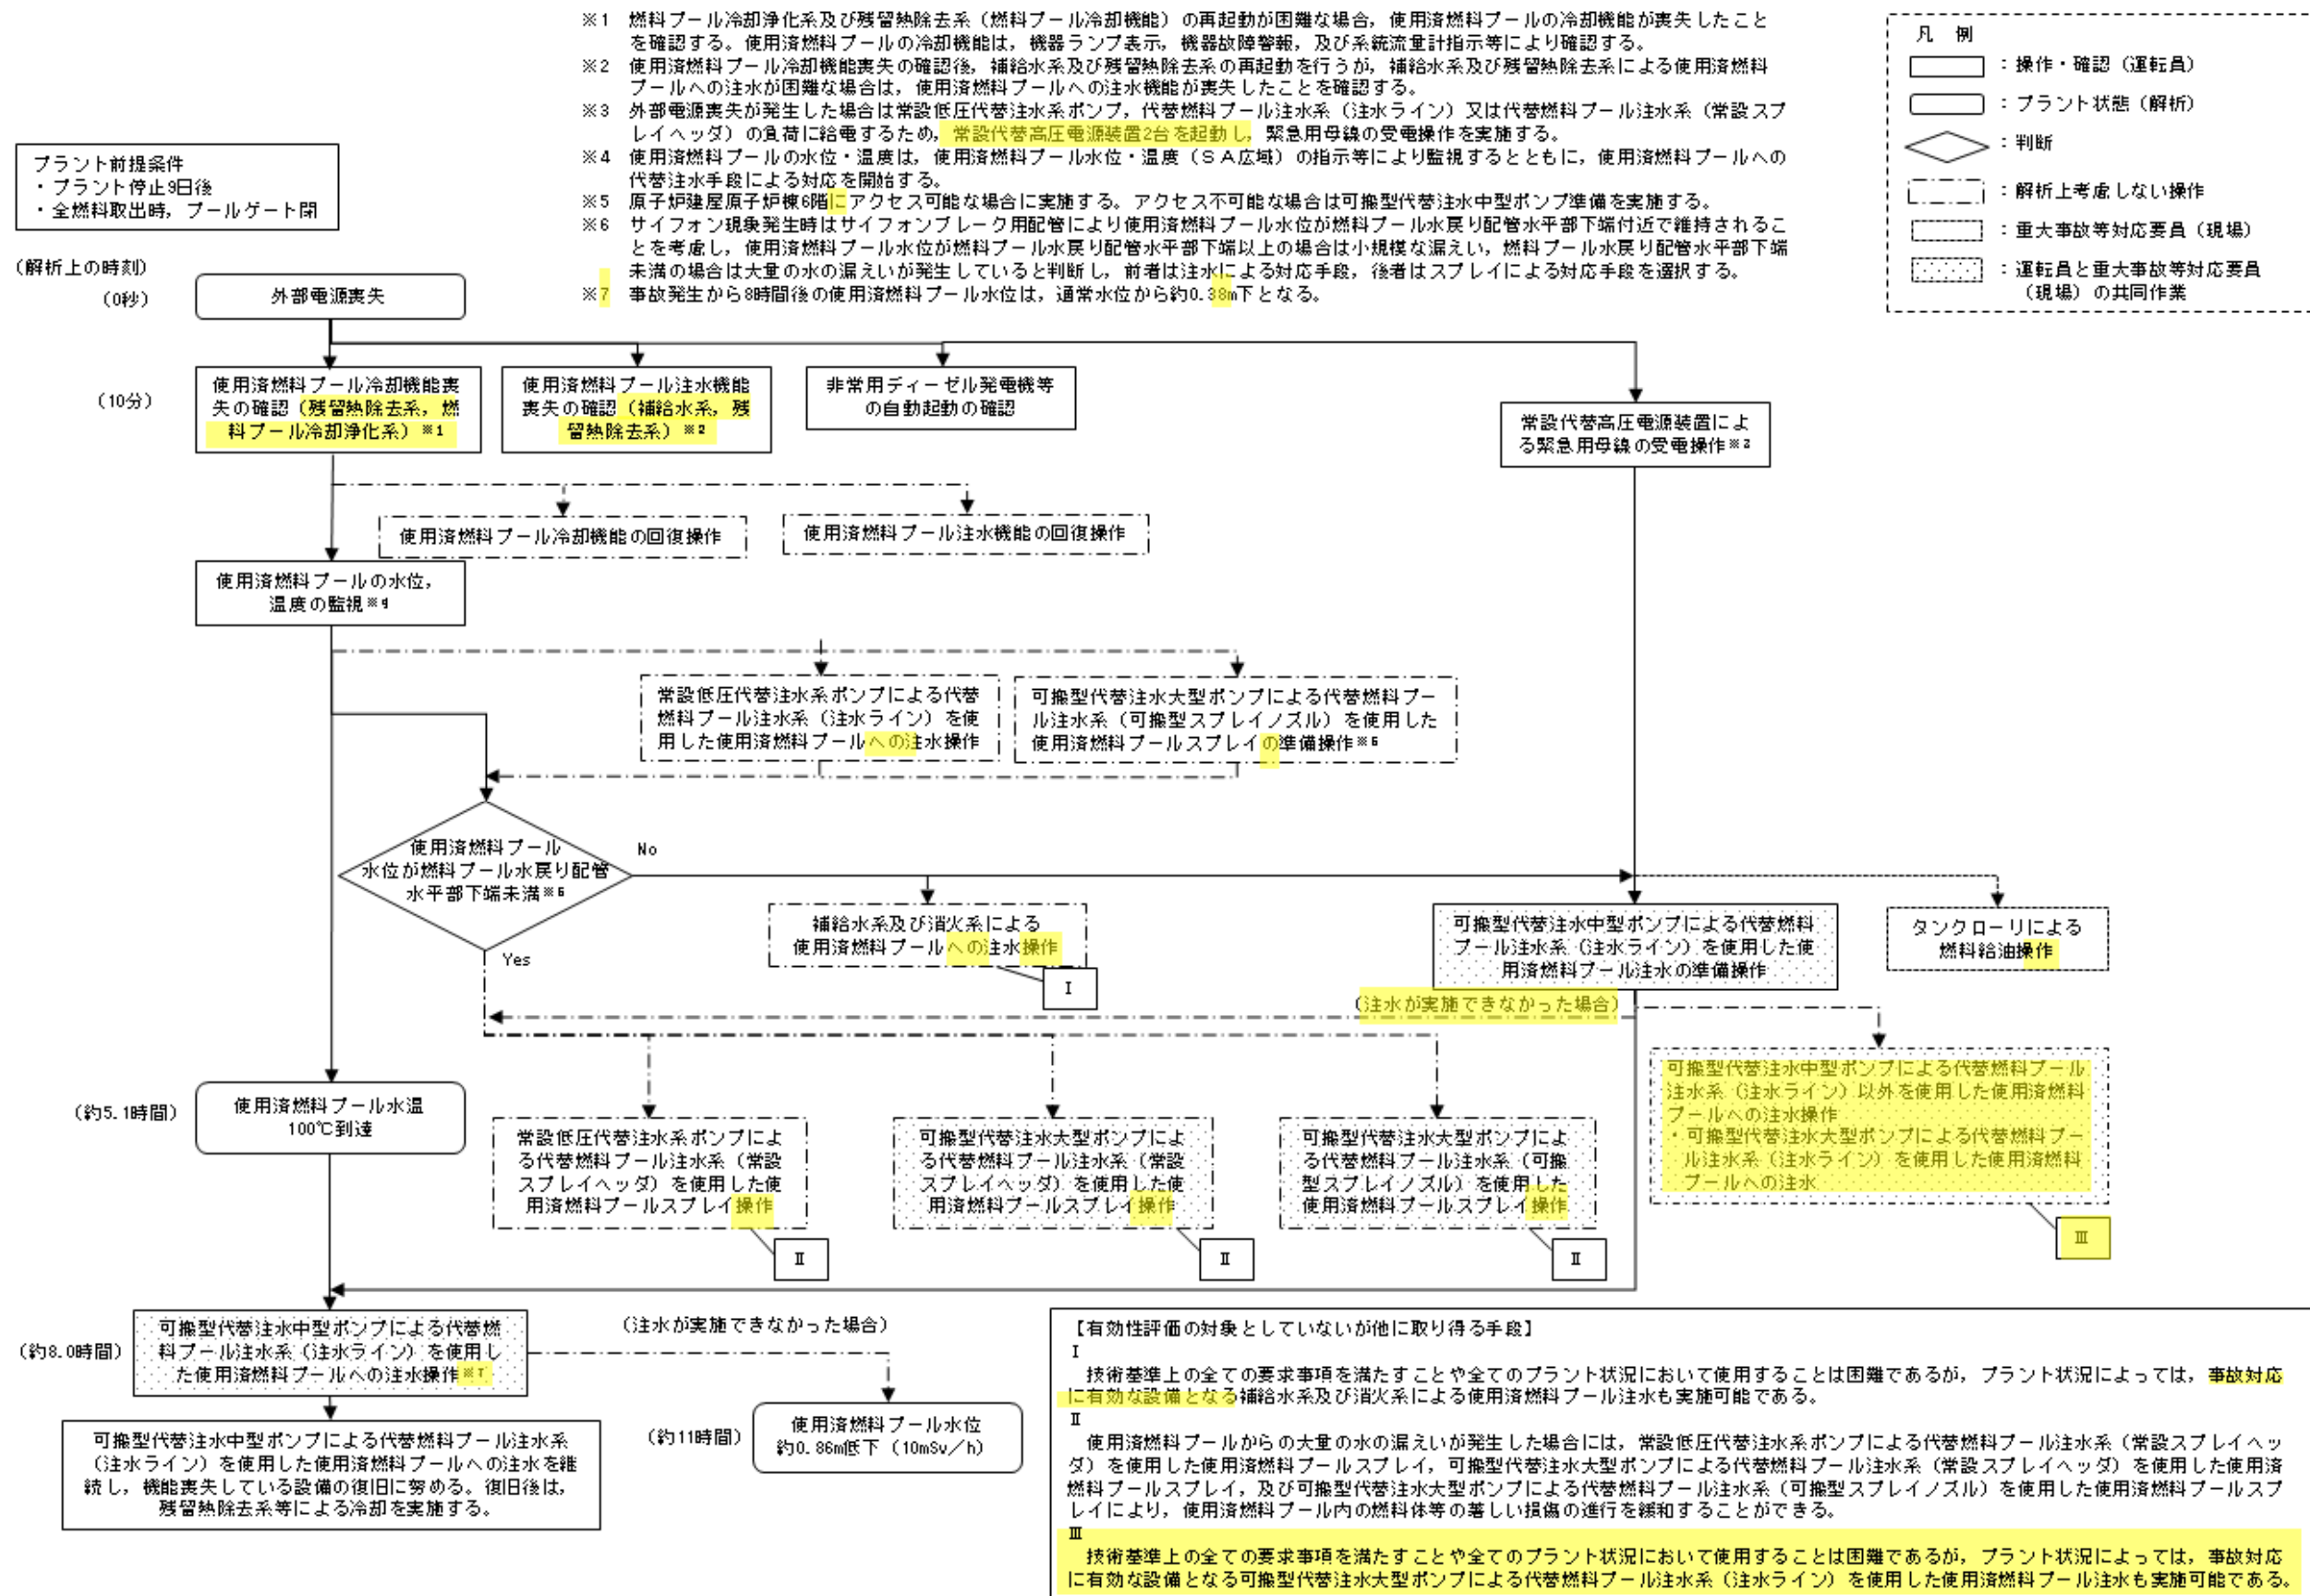 ※1 燃料プール冷却浄化系及び残留熱除去系(燃料プール冷却機能)の再起動が困難な場合,使用済燃料プールの冷却機能が喪失したこと
を確認する。使用済燃料プールの冷却機能は,機器ランプ表示,機器故障警報,及び系統流量計指示等により確認する。
※2 使用済燃料プール冷却機能喪失の確認後,補給水系及び残留熱除去系の再起動を行うが,補給水系及び残留熱除去系による使用済燃料
プールへの注水が困難な場合は,使用済燃料プールへの注水機能が喪失したことを確認する。
※3 外部電源喪失が発生した場合は常設低圧代替注水系ポンプ,代替燃料プール注水系(注水ライン)又は代替燃料プール注水系(常設スプ
レイヘッダ)の負荷に給電するため,常設代替高圧電源装置2台を起動し,緊急用母線の受電操作を実施する。
※4 使用済燃料プールの水位・温度は,使用済燃料プール水位・温度(SA広域)の指示等により監視するとともに,使用済燃料プールへの
代替注水手段による対応を開始する。
※5 原子炉建屋原子炉棟6階にアクセス可能な場合に実施する。アクセス不可能な場合は可搬型代替注水中型ポンプ準備を実施する。
※6 サイフォン現象発生時はサイフォンブレーク用配管により使用済燃料プール水位が燃料プール水戻り配管水平部下端付近で維持されるこ
とを考慮し,使用済燃料プール水位が燃料プール水戻り配管水平部下端以上の場合は小規模な漏えい,燃料プール水戻り配管水平部下端
未満の場合は大量の水の漏えいが発生していると判断し,前者は注水による対応手段,後者はスプレイによる対応手段を選択する。
※7 事故発生から8時間後の使用済燃料プール水位は,通常水位から約0.38m下となる。
凡 例
:操作・確認(運転員)
:プラント状態(解析)
:判断
:解析上考慮しない操作
:重大事故等対応要員(現場)
:運転員と重大事故等対応要員
(現場)の共同作業
プラント前提条件
・プラント停止9日後
・全燃料取出時,プールゲート閉
(解析上の時刻)
(0秒)
外部電源喪失
(10分)
使用済燃料プール冷却機能喪
失の確認(残留熱除去系,燃
料プール冷却浄化系)※1
使用済燃料プール注水機能
喪失の確認(補給水系,残
留熱除去系)※2
非常用ディーゼル発電機等
の自動起動の確認
常設代替高圧電源装置によ
る緊急用母線の受電操作※3
使用済燃料プール冷却機能の回復操作
使用済燃料プール注水機能の回復操作
使用済燃料プールの水位,
温度の監視※4
常設低圧代替注水系ポンプによる代替
燃料プール注水系(注水ライン)を使
用した使用済燃料プールへの注水操作
可搬型代替注水大型ポンプによる代替燃料プー
ル注水系(可搬型スプレイノズル)を使用した
使用済燃料プールスプレイの準備操作※5
使用済燃料プール
水位が燃料プール水戻り配管
水平部下端未満※6
No
Yes
補給水系及び消火系による
使用済燃料プールへの注水操作
Ⅰ
可搬型代替注水中型ポンプによる代替燃料
プール注水系(注水ライン)を使用した使
用済燃料プール注水の準備操作
タンクローリによる
燃料給油操作
(注水が実施できなかった場合)
可搬型代替注水中型ポンプによる代替燃料プール
注水系(注水ライン)以外を使用した使用済燃料
プールへの注水操作
・可搬型代替注水大型ポンプによる代替燃料プー
ル注水系(注水ライン)を使用した使用済燃料
プールへの注水
Ⅲ
(約5.1時間)
使用済燃料プール水温
100℃到達
常設低圧代替注水系ポンプによ
る代替燃料プール注水系(常設
スプレイヘッダ)を使用した使
用済燃料プールスプレイ操作
Ⅱ
可搬型代替注水大型ポンプによ
る代替燃料プール注水系(常設
スプレイヘッダ)を使用した使
用済燃料プールスプレイ操作
Ⅱ
可搬型代替注水大型ポンプによ
る代替燃料プール注水系(可搬
型スプレイノズル)を使用した
使用済燃料プールスプレイ操作
Ⅱ
(約8.0時間)
可搬型代替注水中型ポンプによる代替燃
料プール注水系(注水ライン)を使用し
た使用済燃料プールへの注水操作※7
(注水が実施できなかった場合)
(約11時間)
使用済燃料プール水位
約0.86m低下(10mSv/h)
可搬型代替注水中型ポンプによる代替燃料プール注水系
(注水ライン)を使用した使用済燃料プールへの注水を継
続し,機能喪失している設備の復旧に努める。復旧後は,
残留熱除去系等による冷却を実施する。
【有効性評価の対象としていないが他に取り得る手段】
Ⅰ
技術基準上の全ての要求事項を満たすことや全てのプラント状況において使用することは困難であるが,プラント状況によっては,事故対応
に有効な設備となる補給水系及び消火系による使用済燃料プール注水も実施可能である。
Ⅱ
使用済燃料プールからの大量の水の漏えいが発生した場合には,常設低圧代替注水系ポンプによる代替燃料プール注水系(常設スプレイヘッ
ダ)を使用した使用済燃料プールスプレイ,可搬型代替注水大型ポンプによる代替燃料プール注水系(常設スプレイヘッダ)を使用した使用済
燃料プールスプレイ,及び可搬型代替注水大型ポンプによる代替燃料プール注水系(可搬型スプレイノズル)を使用した使用済燃料プールスプ
レイにより,使用済燃料プール内の燃料体等の著しい損傷の進行を緩和することができる。
Ⅲ
技術基準上の全ての要求事項を満たすことや全てのプラント状況において使用することは困難であるが,プラント状況によっては,事故対応
に有効な設備となる可搬型代替注水大型ポンプによる代替燃料プール注水系(注水ライン)を使用した使用済燃料プール注水も実施可能である。